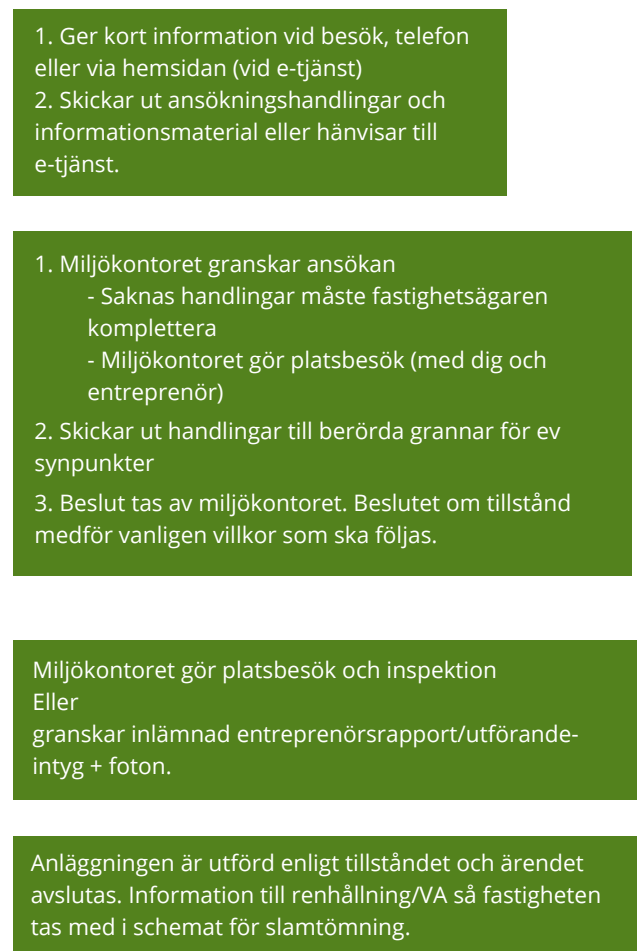 1. Ger kort information vid besök, telefon
eller via hemsidan (vid e-tjänst)
2. Skickar ut ansökningshandlingar och
informationsmaterial eller hänvisar till
e-tjänst.
1. Miljökontoret granskar ansökan
- Saknas handlingar måste fastighetsägaren
komplettera
- Miljökontoret gör platsbesök (med dig och
entreprenör)
2. Skickar ut handlingar till berörda grannar för ev
synpunkter
3. Beslut tas av miljökontoret. Beslutet om tillstånd
medför vanligen villkor som ska följas.
Miljökontoret gör platsbesök och inspektion
Eller
granskar inlämnad entreprenörsrapport/utförande-
intyg + foton.
Anläggningen är utförd enligt tillståndet och ärendet
avslutas. Information till renhållning/VA så fastigheten
tas med i schemat för slamtömning.